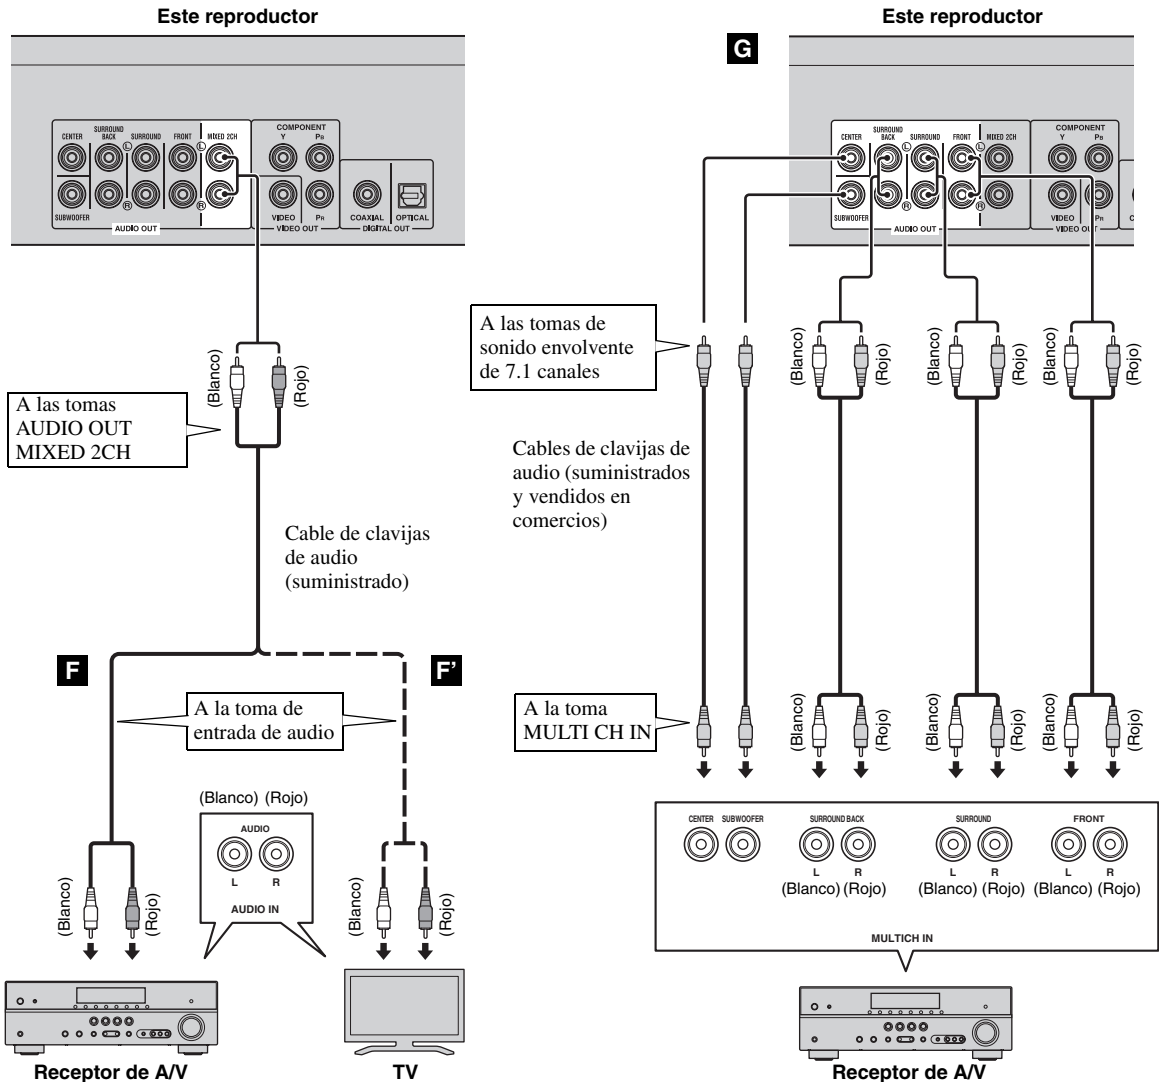 Este reproductor
CENTER
SURROUND BACK
SURROUND
FRONT
MIXED 2CH
L
L
R
R
SUBWOOFER
AUDIO OUT
COMPONENT
Y
PB
VIDEO
PR
VIDEO OUT
COAXIAL
OPTICAL
DIGITAL OUT
(Blanco)
(Rojo)
A las tomas
AUDIO OUT
MIXED 2CH
Cable de clavijas
de audio
(suministrado)
F
F'
A la toma de
entrada de audio
(Blanco) (Rojo)
AUDIO
L
R
AUDIO IN
(Blanco)
(Rojo)
(Blanco)
(Rojo)
Receptor de A/V
TV
Este reproductor
G
CENTER
SURROUND BACK
SURROUND
FRONT
MIXED 2CH
L
L
R
R
SUBWOOFER
AUDIO OUT
COMPONENT
Y
PB
VIDEO
PR
VIDEO OUT
C
A las tomas de
sonido envolvente
de 7.1 canales
(Blanco)
(Rojo)
(Blanco)
(Rojo)
(Blanco)
(Rojo)
Cables de clavijas de
audio (suministrados
y vendidos en
comercios)
A la toma
MULTI CH IN
(Blanco)
(Rojo)
(Blanco)
(Rojo)
(Blanco)
(Rojo)
CENTER
SUBWOOFER
SURROUND BACK
SURROUND
FRONT
L
R
L
R
L
R
(Blanco) (Rojo)
(Blanco) (Rojo)
(Blanco) (Rojo)
MULTICH IN
Receptor de A/V